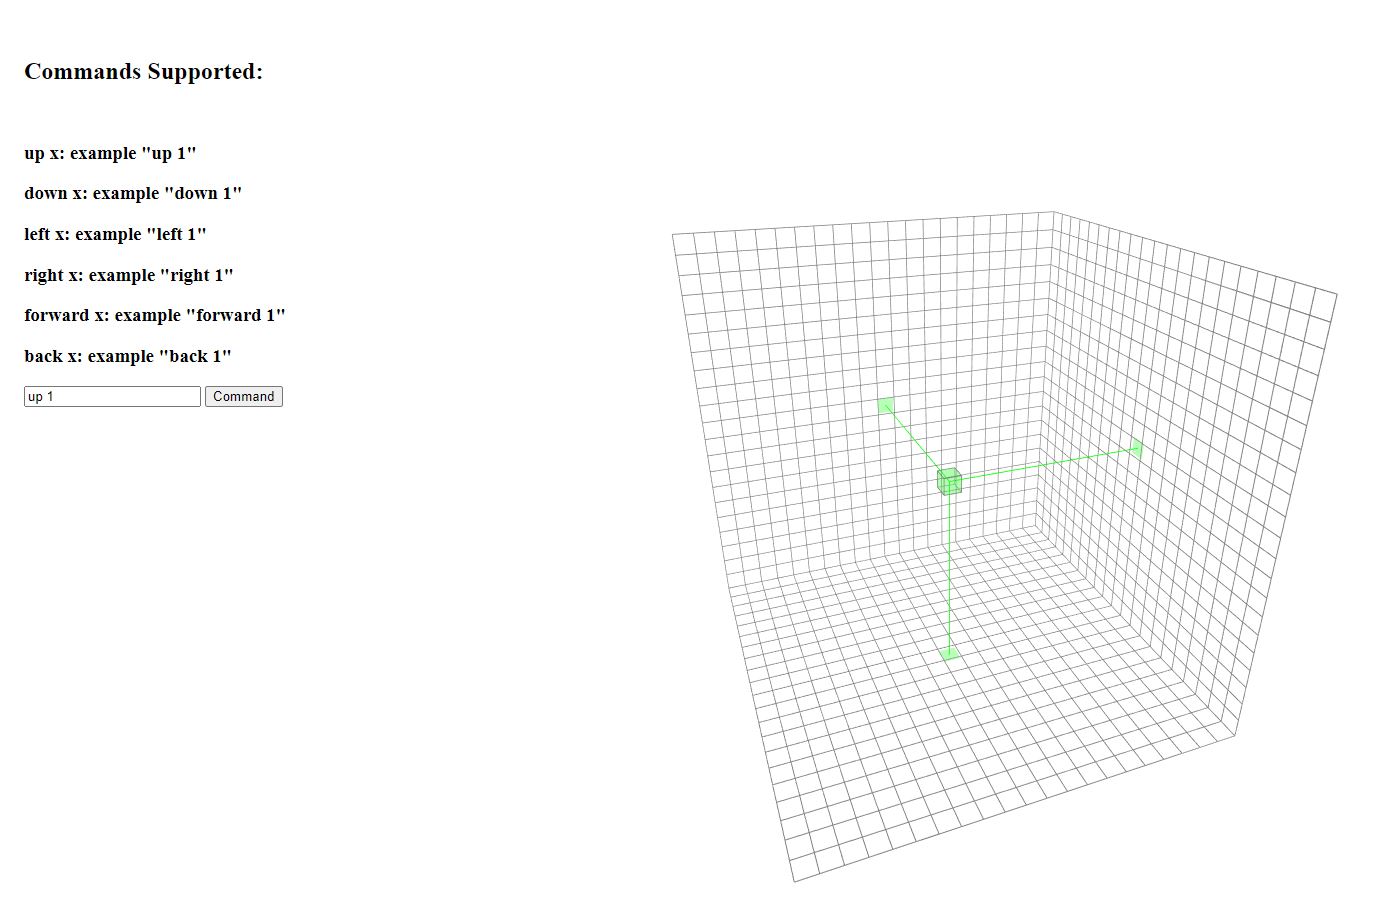 Commands Supported:
up x: example "up 1"
down x: example "down 1"
left x: example "left 1"
right x: example "right 1"
forward x: example "forward 1"
back x: example "back 1"
up 1 Command